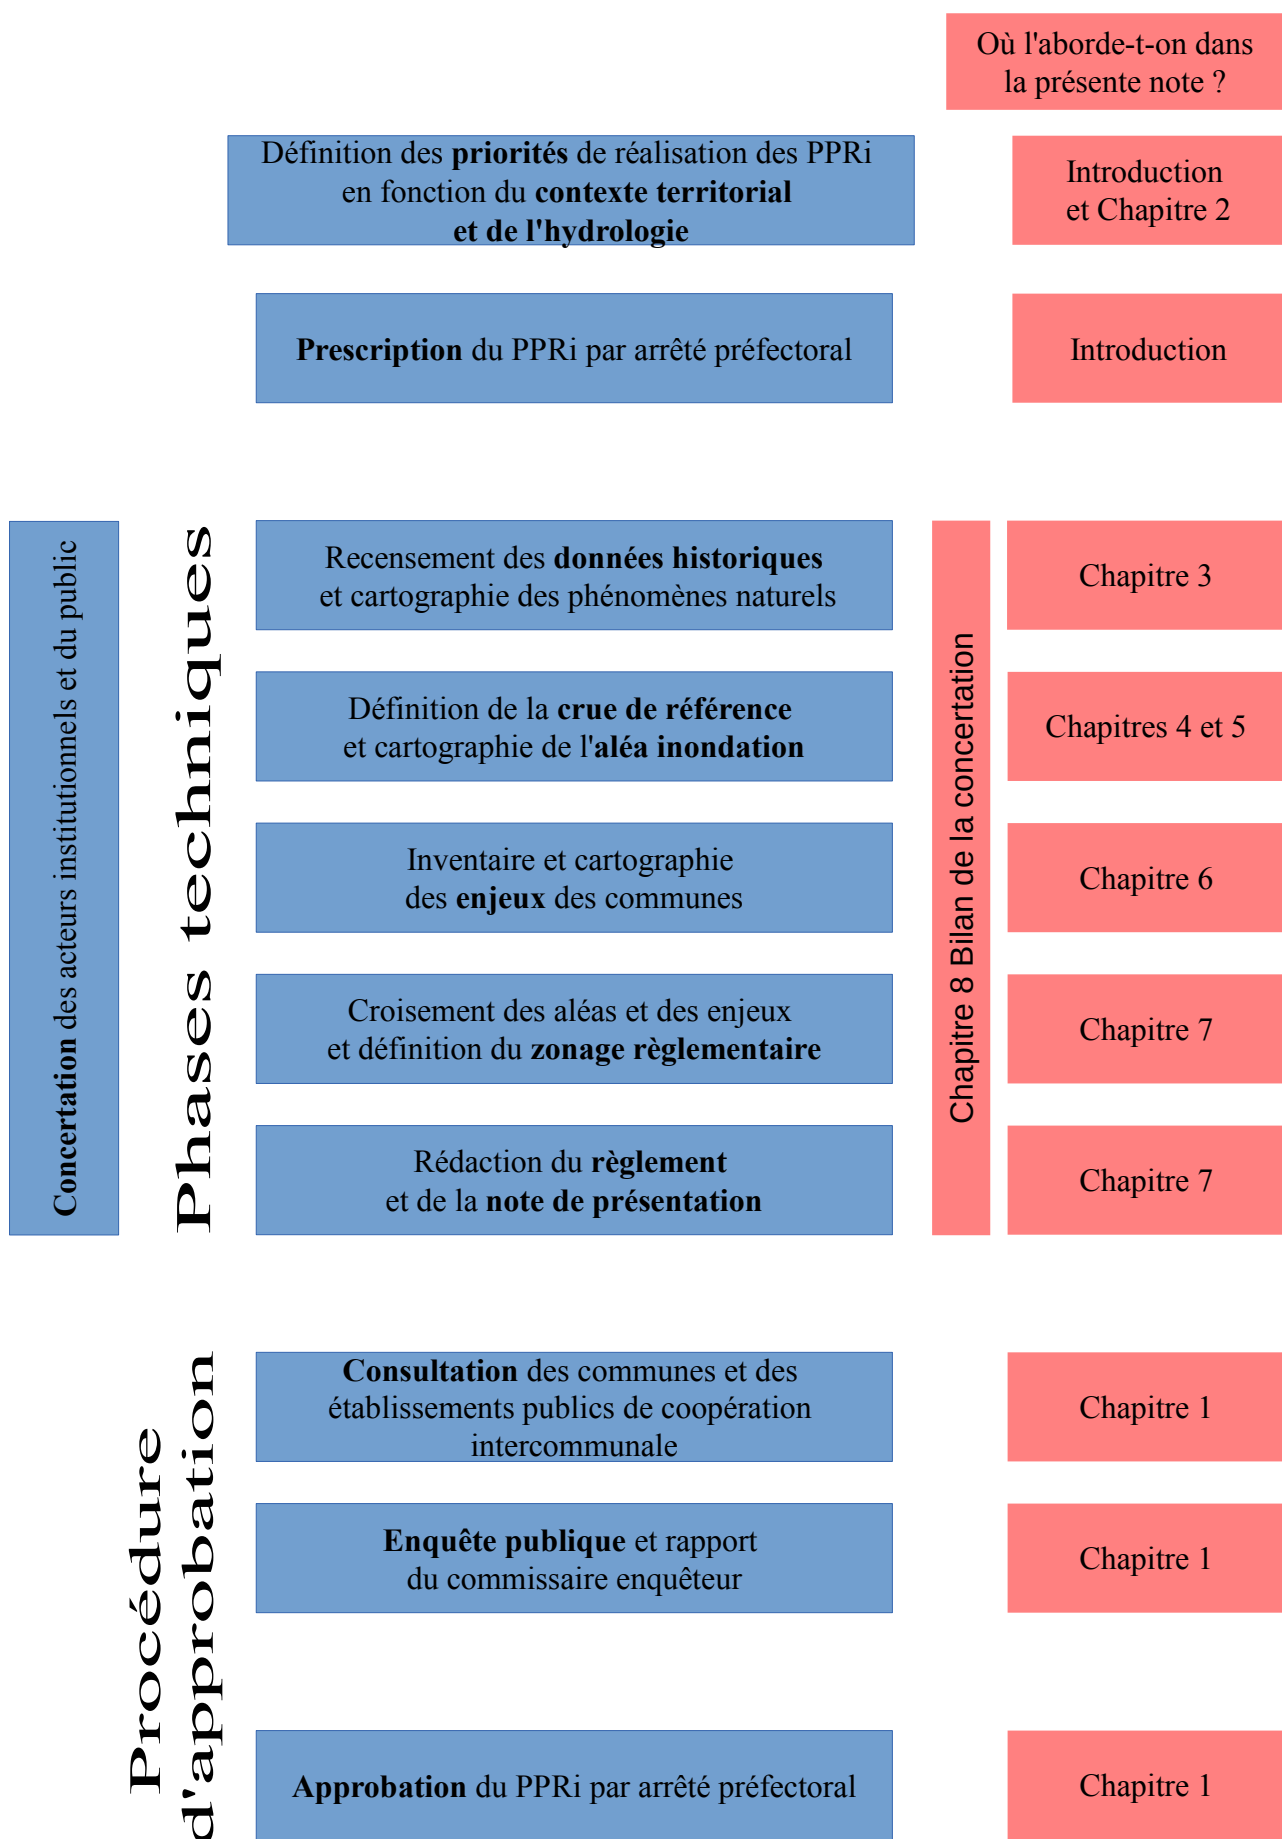 Où l'aborde-t-on dans
la présente note ?
Définition des priorités de réalisation des PPRi
en fonction du contexte territorial
et de l'hydrologie
Introduction
et Chapitre 2
Prescription du PPRi par arrêté préfectoral
Introduction
Concertation des acteurs institutionnels et du public
Phases techniques
Recensement des données historiques
et cartographie des phénomènes naturels
Chapitre 8 Bilan de la concertation
Chapitre 3
Définition de la crue de référence
et cartographie de l'aléa inondation
Chapitres 4 et 5
Inventaire et cartographie
des enjeux des communes
Chapitre 6
Croisement des aléas et des enjeux
et définition du zonage règlementaire
Chapitre 7
Rédaction du règlement
et de la note de présentation
Chapitre 7
Procédure
d'approbation
Consultation des communes et des
établissements publics de coopération
intercommunale
Chapitre 1
Enquête publique et rapport
du commissaire enquêteur
Chapitre 1
Approbation du PPRi par arrêté préfectoral
Chapitre 1